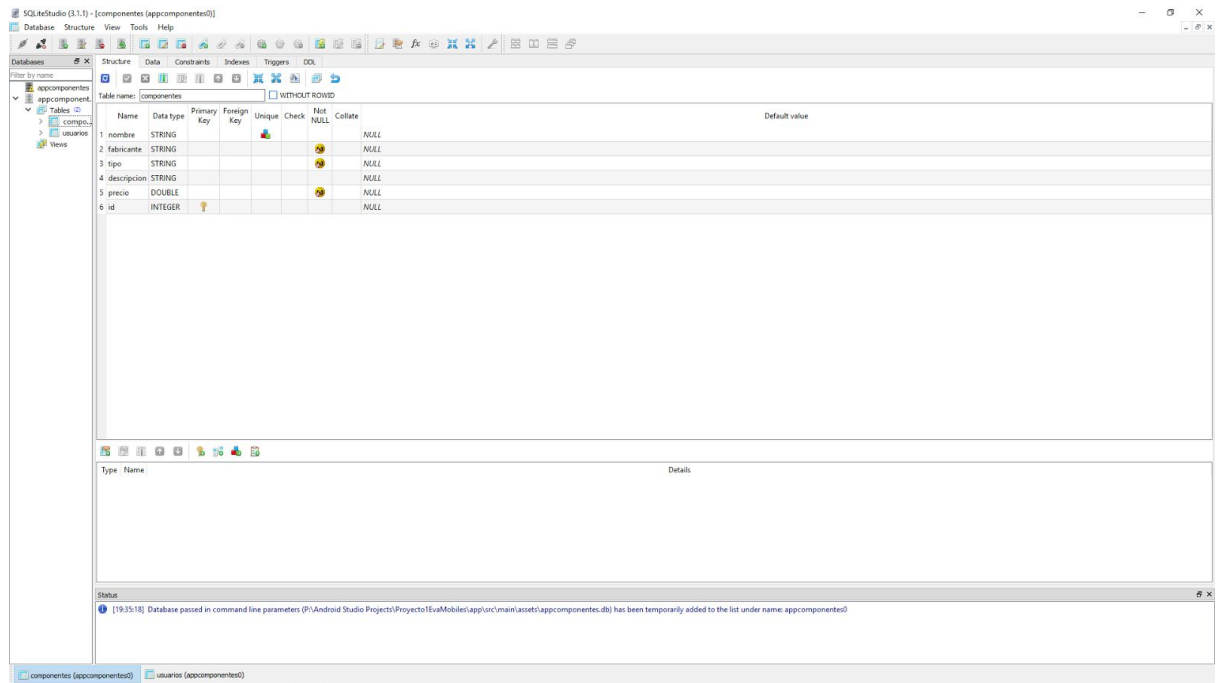 SQLiteStudio (3.1.1) - [componentes (appcomponentes0)]
Database Structure View Tools Help
Databases
Filter by name
appcomponentes
appcomponent..
Tables (2)
compo...
usuarios
Views
Structure Data Constraints Indexes Triggers DDL
Table name: componentes WITHOUT ROWID
Name Data type Primary Key Foreign Key Unique Check Not NULL Collate Default value
1 nombre STRING NULL
2 fabricante STRING NULL
3 tipo STRING NULL
4 descripcion STRING NULL
5 precio DOUBLE NULL
6 id INTEGER NULL
Type Name Details
Status
[19:35:18] Database passed in command line parameters (P:\Android Studio Projects\Proyecto1EvaMobiles\app\src\main\assets\appcomponentes.db) has been temporarily added to the list under name: appcomponentes0
componentes (appcomponentes0) usuarios (appcomponentes0)